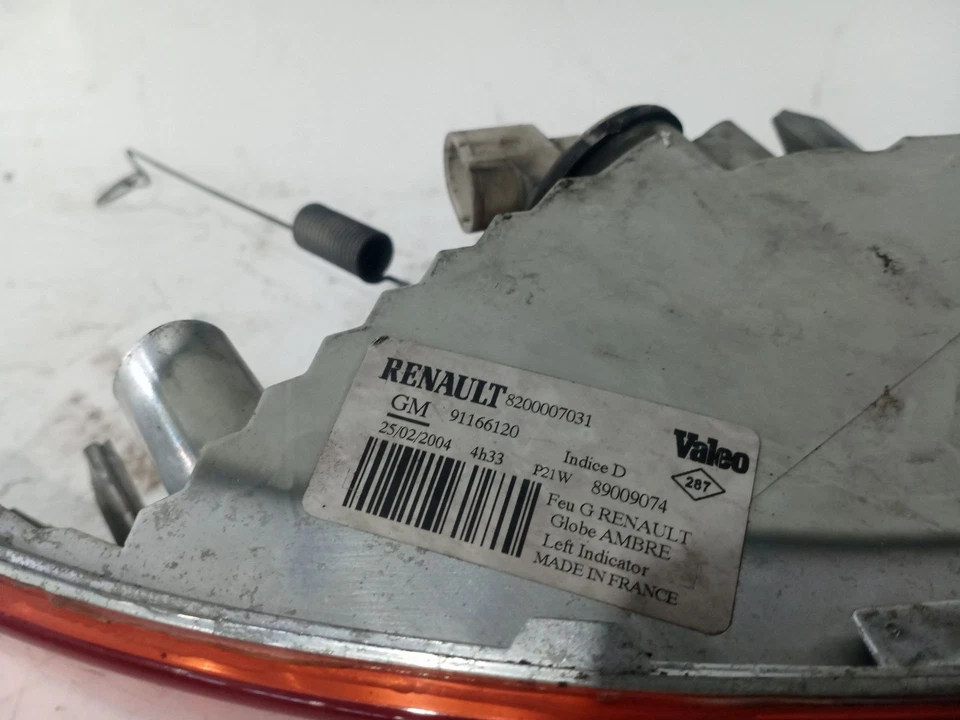 RENAULT 8200007031
GM 91166120
25/02/2004 4h33
Indice D
P21W 89009074
Valeo
287
Feu G RENAULT
Globe AMBRE
Left Indicator
MADE IN FRANCE